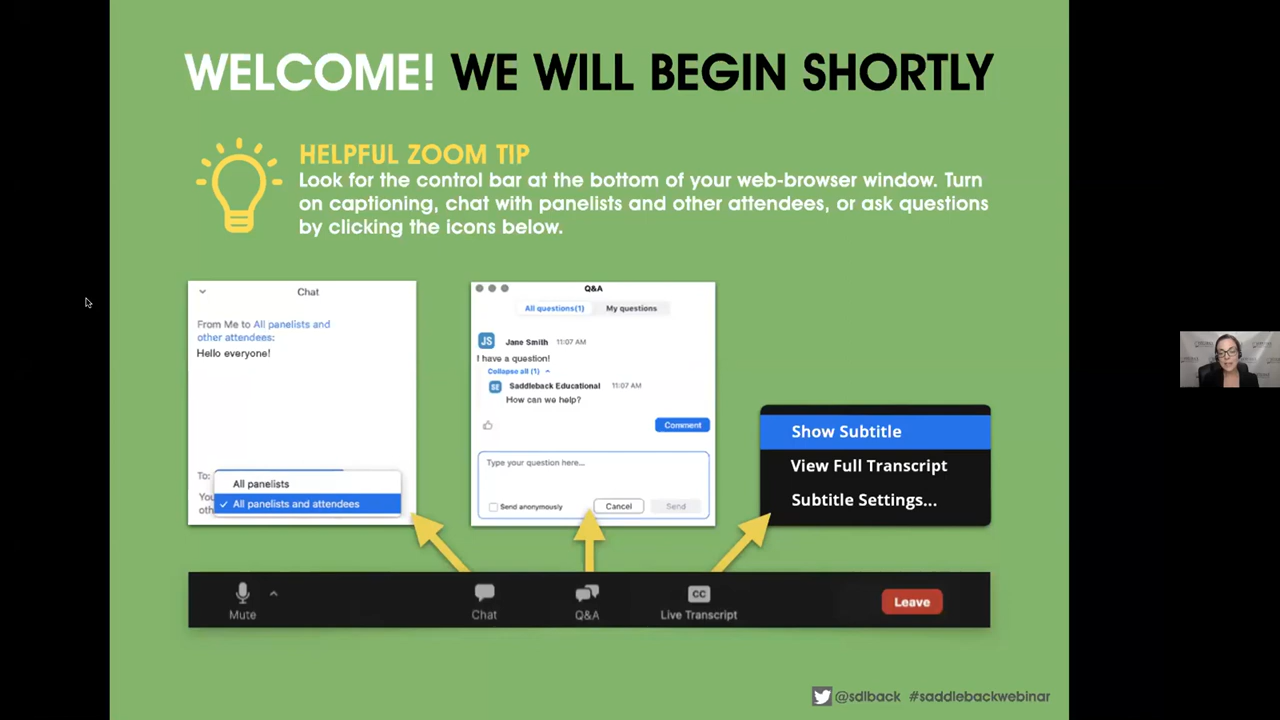 WELCOME! WE WILL BEGIN SHORTLY
HELPFUL ZOOM TIP
Look for the control bar at the bottom of your web-browser window. Turn
on captioning, chat with panelists and other attendees, or ask questions
by clicking the icons below.
Chat
From Me to All panelists and
other attendees:
Hello everyone!
To:
All panelists
You
✓ All panelists and attendees
oth
Q&A
All questions(1) My questions
JS Jane Smith 11:07 AM
I have a question!
Collapse all (1)
SE Saddleback Educational 11:07 AM
How can we help?
Comment
Type your question here...
Send anonymously Cancel Send
Show Subtitle
View Full Transcript
Subtitle Settings...
Mute Chat Q&A CC Live Transcript Leave
@sdlback #saddlebackwebinar